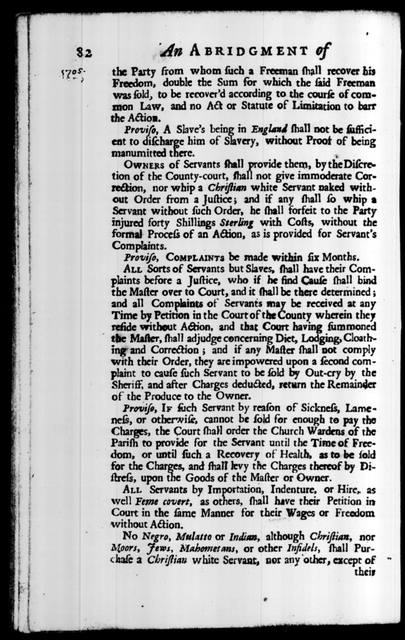 82 An ABRIDGMENT of
1705.
the Party from whom ſuch a Freeman ſhall recover his
Freedom, double the Sum for which the ſaid Freeman
was ſold, to be recover'd according to the courſe of com-
mon Law, and no Act or Statute of Limitation to barr
the Action.
Proviſo, A Slave's being in England ſhall not be ſuffici-
ent to diſcharge him of Slavery, without Proof of being
manumitted there.
OWNERS of Servants ſhall provide them, by the Diſcre-
tion of the County-court, ſhall not give immoderate Cor-
rection, nor whip a Chriſtian white Servant naked with-
out Order from a Juſtice; and if any ſhall ſo whip a
Servant without ſuch Order, he ſhall forfeit to the Party
injured forty Shillings Sterling with Coſts, without the
formal Proceſs of an Action, as is provided for Servant's
Complaints.
Proviſo, COMPLAINTS be made within ſix Months.
ALL Sorts of Servants but Slaves, ſhall have their Com-
plaints before a Juſtice, who if he find Cauſe ſhall bind
the Maſter over to Court, and it ſhall be there determined;
and all Complaints of Servants may be received at any
Time by Petition in the Court of the County wherein they
reſide without Action, and that Court having ſummoned
the Maſter, ſhall adjudge concerning Diet, Lodging, Cloath-
ing and Correction; and if any Maſter ſhall not comply
with their Order, they are impowered upon a ſecond com-
plaint to cauſe ſuch Servant to be ſold by Out-cry by the
Sheriff, and after Charges deducted, return the Remainder
of the Produce to the Owner.
Proviſo, IF ſuch Servant by reaſon of Sickneſs, Lame-
neſs, or otherwiſe, cannot be ſold for enough to pay the
Charges, the Court ſhall order the Church Wardens of the
Pariſh to provide for the Servant until the Time of Free-
dom, or until ſuch a Recovery of Health, as to be ſold
for the Charges, and ſhall levy the Charges thereof by Di-
ſtreſs, upon the Goods of the Maſter or Owner.
ALL Servants by Importation, Indenture, or Hire, as
well Feme covert, as others, ſhall have their Petition in
Court in the ſame Manner for their Wages or Freedom
without Action.
No Negro, Mulatto or Indian, although Chriſtian, nor
Moors, Jews, Mahometans, or other Infidels, ſhall Pur-
chaſe a Chriſtian white Servant, nor any other, except of
their